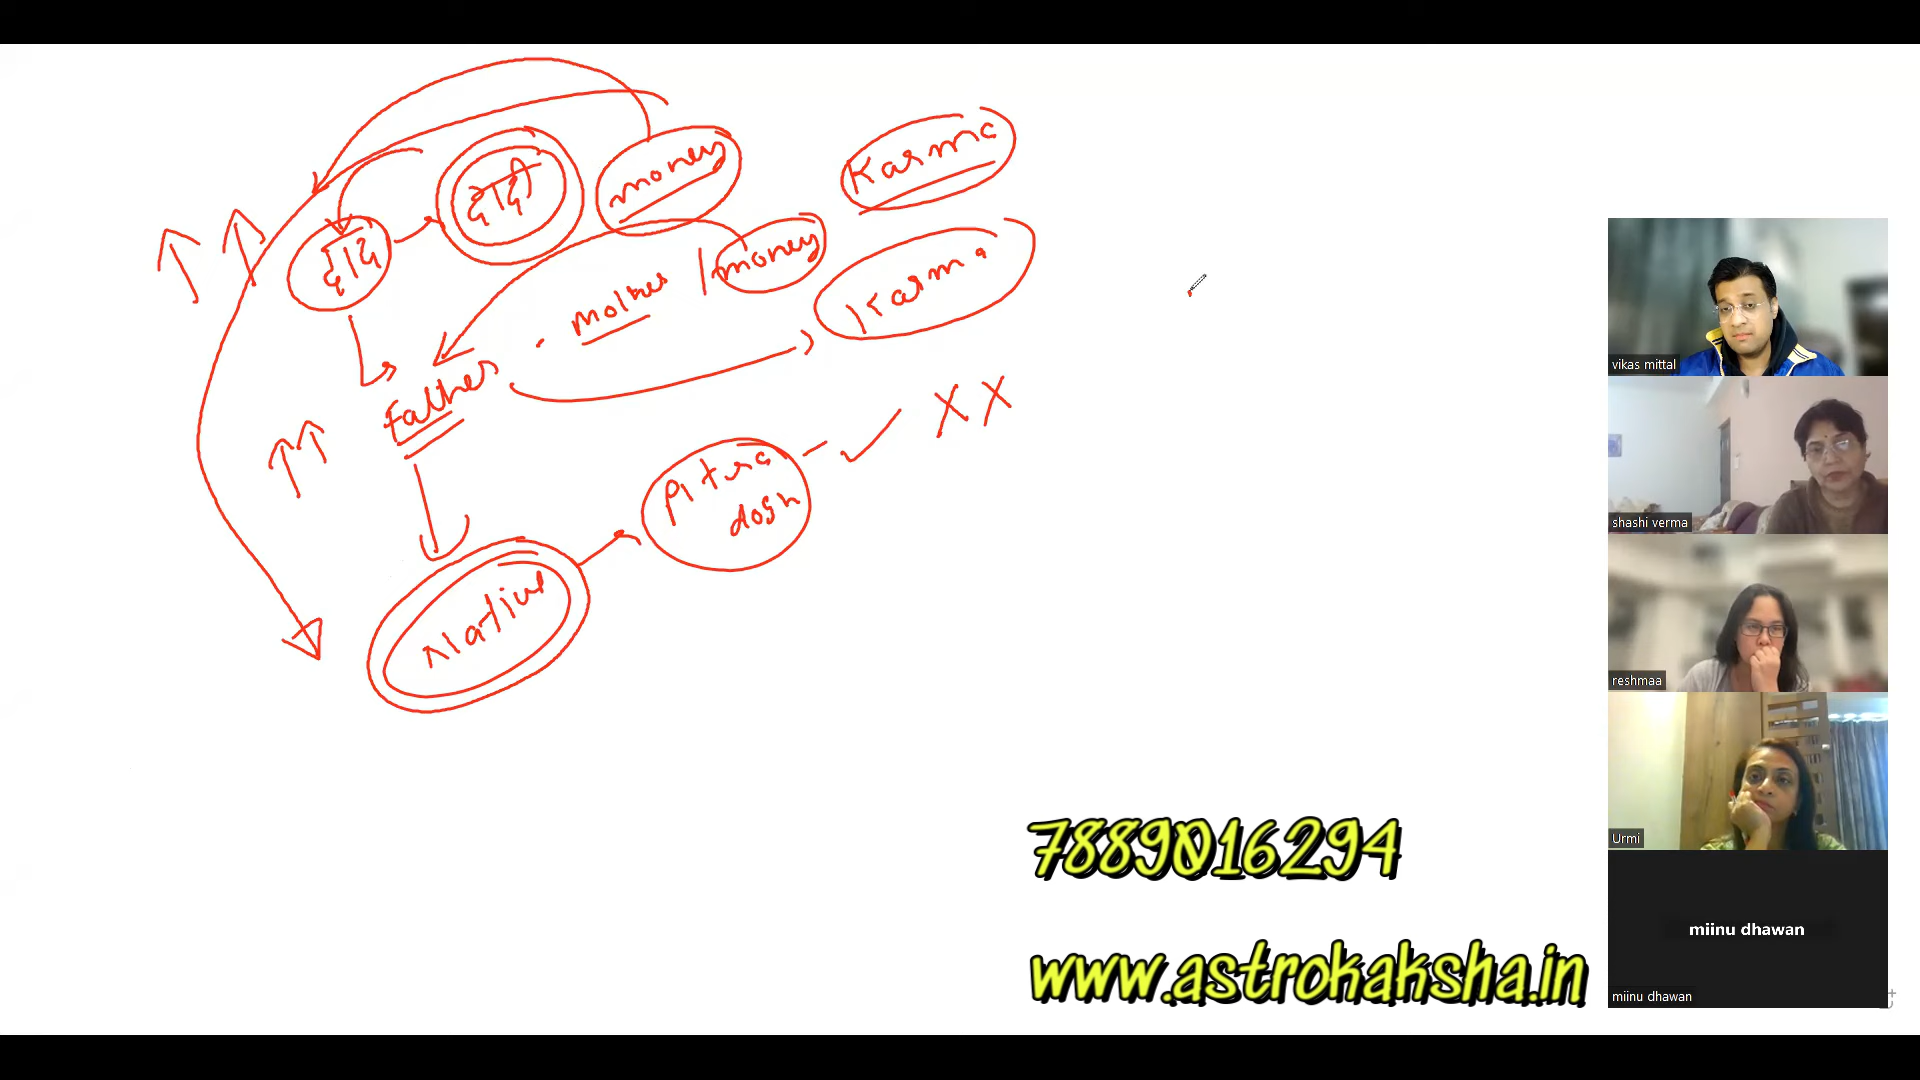 दादा दादी money Karma
Father . mother / money Karma
Pitra
dosh ✓ X X
Native
7889016294
www.astrokaksha.in
vikas mittal
shashi verma
reshmaa
Urmi
miinu dhawan
miinu dhawan